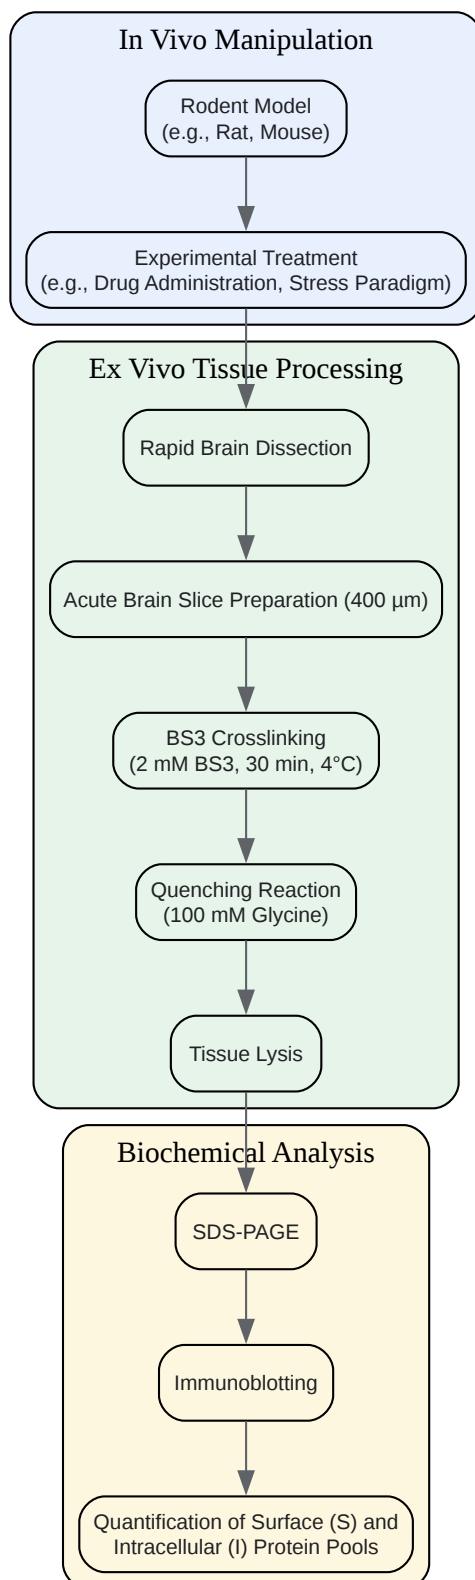 In Vivo Manipulation
Rodent Model
(e.g., Rat, Mouse)
Experimental Treatment
(e.g., Drug Administration, Stress Paradigm)
Ex Vivo Tissue Processing
Rapid Brain Dissection
Acute Brain Slice Preparation (400 µm)
BS3 Crosslinking
(2 mM BS3, 30 min, 4°C)
Quenching Reaction
(100 mM Glycine)
Tissue Lysis
Biochemical Analysis
SDS-PAGE
Immunoblotting
Quantification of Surface (S) and
Intracellular (I) Protein Pools